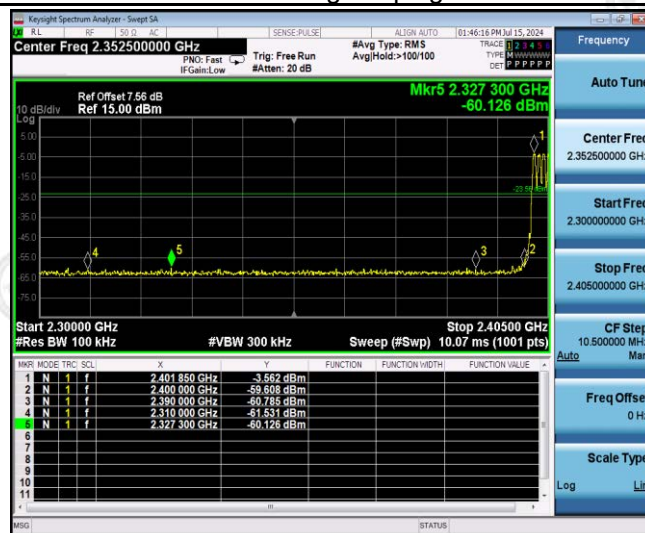 Keysight Spectrum Analyzer - Swept SA
RL RF 50 Ω AC SENSE:PULSE ALIGN AUTO 01:46:16 PM Jul 15, 2024
Center Freq 2.352500000 GHz
PNO: Fast
IFGain:Low
Trig: Free Run
#Atten: 20 dB
#Avg Type: RMS
Avg|Hold:>100/100
TRACE 1 2 3 4 5 6
TYPE M W W W W W
DET P P P P P P
Frequency
Auto Tune
Center Freq
2.352500000 GHz
Start Freq
2.300000000 GHz
Stop Freq
2.405000000 GHz
CF Step
10.500000 MHz
Auto Man
Freq Offset
0 Hz
Scale Type
Log Lin
Mkr5 2.327 300 GHz
-60.126 dBm
Ref Offset 7.56 dB
10 dB/div Ref 15.00 dBm
Log
5.00
-5.00
-15.0
-25.0
-35.0
-45.0
-55.0
-65.0
-75.0
1
-23.56 dBm
4
5
3
2
Start 2.30000 GHz Stop 2.40500 GHz
#Res BW 100 kHz #VBW 300 kHz Sweep (#Swp) 10.07 ms (1001 pts)
MKR MODE TRC SCL X Y FUNCTION FUNCTION WIDTH FUNCTION VALUE
1 N 1 f 2.401 850 GHz -3.562 dBm
2 N 1 f 2.400 000 GHz -59.608 dBm
3 N 1 f 2.390 000 GHz -60.785 dBm
4 N 1 f 2.310 000 GHz -61.531 dBm
5 N 1 f 2.327 300 GHz -60.126 dBm
6
7
8
9
10
11
MSG STATUS